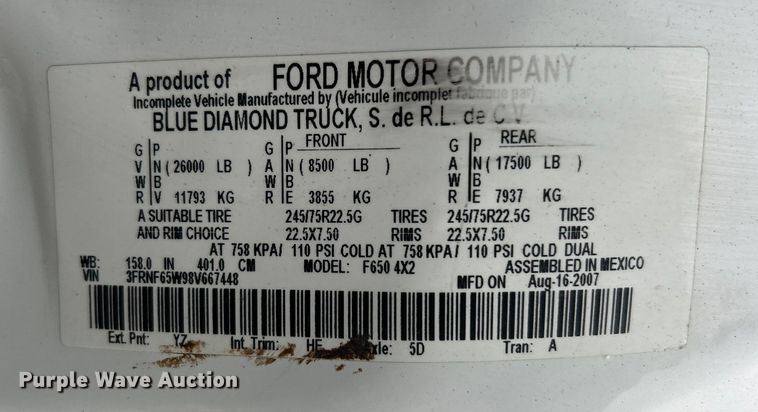 A product of FORD MOTOR COMPANY
Incomplete Vehicle Manufactured by (Vehicule incomplet fabrique par)
BLUE DIAMOND TRUCK, S. de R.L. de C V
FRONT REAR
G P G P G P
V N ( 26000 LB ) A N ( 8500 LB ) A N ( 17500 LB )
W B W B W B
R V 11793 KG R E 3855 KG R E 7937 KG
A SUITABLE TIRE 245/75R22.5G TIRES 245/75R22.5G TIRES
AND RIM CHOICE 22.5X7.50 RIMS 22.5X7.50 RIMS
AT 758 KPA/ 110 PSI COLD AT 758 KPA/ 110 PSI COLD DUAL
WB: 158.0 IN 401.0 CM MODEL: F650 4X2 ASSEMBLED IN MEXICO
VIN 3FRNF65W98V667448 MFD ON Aug-16-2007
Ext. Pnt: YZ Int. Trim: HE xle: 5D Tran: A
Purple Wave Auction